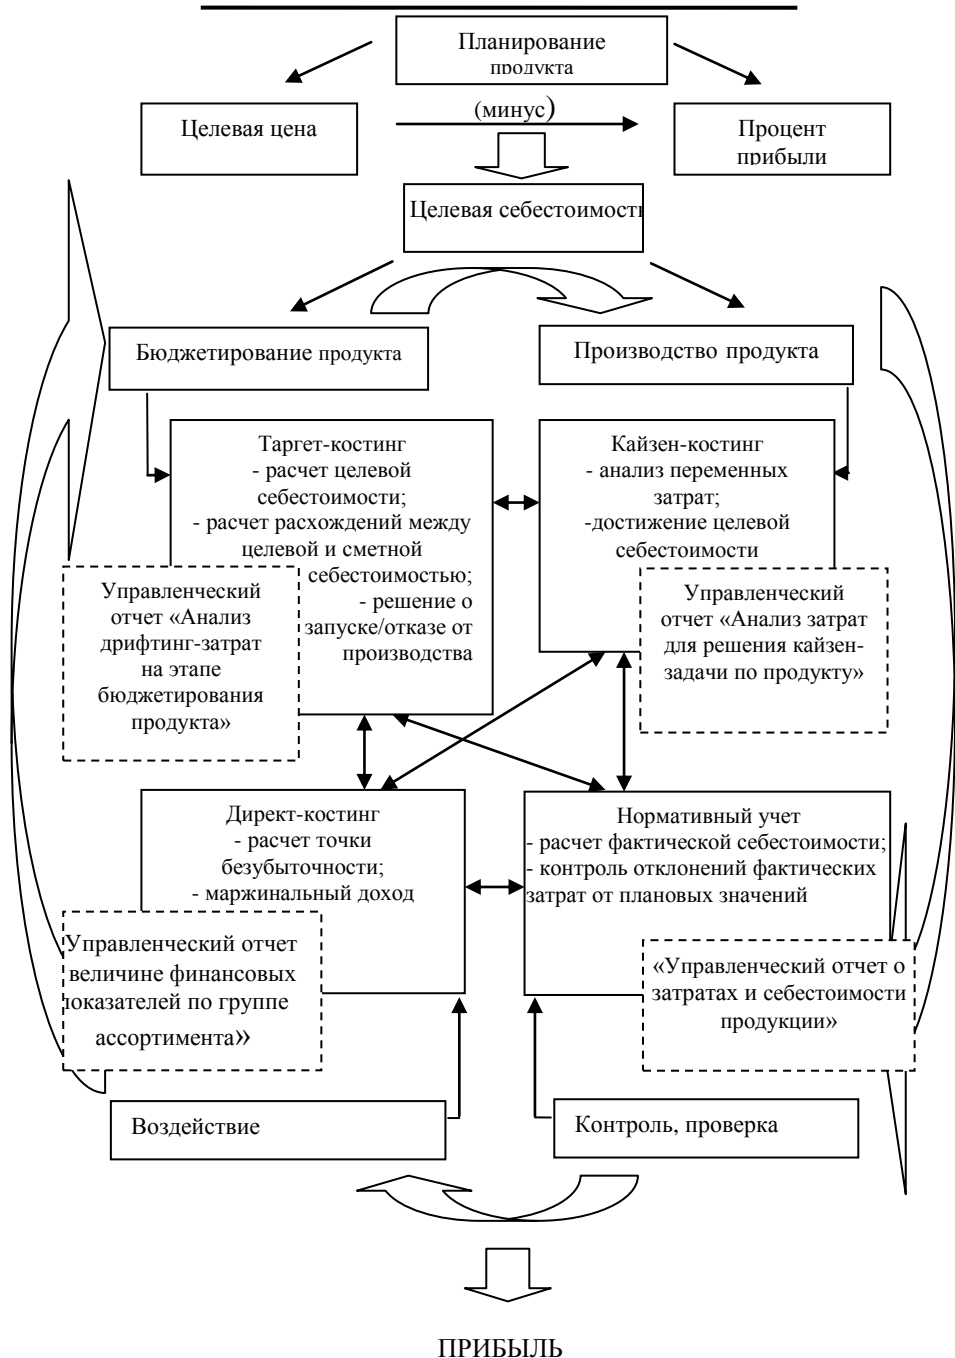 Планирование
продукта
Целевая цена
(минус)
Процент
прибыли
Целевая себестоимость
Бюджетирование продукта
Производство продукта
Таргет-костинг
- расчет целевой
себестоимости;
- расчет расхождений между
целевой и сметной
себестоимостью;
- решение о
запуске/отказе от
производства
Кайзен-костинг
- анализ переменных
затрат;
-достижение целевой
себестоимости
Управленческий
отчет «Анализ
дрифтинг-затрат
на этапе
бюджетирования
продукта»
Управленческий
отчет «Анализ затрат
для решения кайзен-
задачи по продукту»
Директ-костинг
- расчет точки
безубыточности;
- маржинальный доход
Нормативный учет
- расчет фактической себестоимости;
- контроль отклонений фактических
затрат от плановых значений
Управленческий отчет
величине финансовых
показателей по группе
ассортимента»
«Управленческий отчет о
затратах и себестоимости
продукции»
Воздействие
Контроль, проверка
ПРИБЫЛЬ